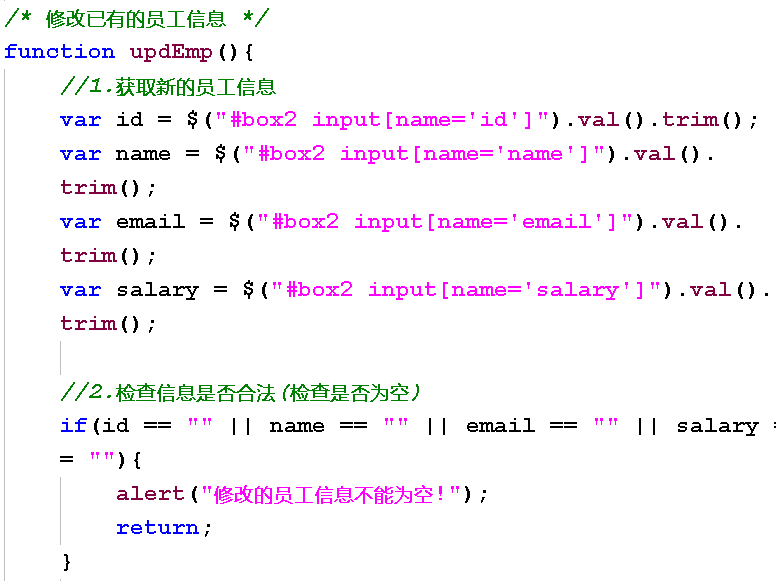 /* 修改已有的员工信息 */
function updEmp(){
//1.获取新的员工信息
var id = $("#box2 input[name='id']").val().trim();
var name = $("#box2 input[name='name']").val().
trim();
var email = $("#box2 input[name='email']").val().
trim();
var salary = $("#box2 input[name='salary']").val().
trim();
//2.检查信息是否合法(检查是否为空)
if(id == "" || name == "" || email == "" || salary =
= ""){
alert("修改的员工信息不能为空!");
return;
}